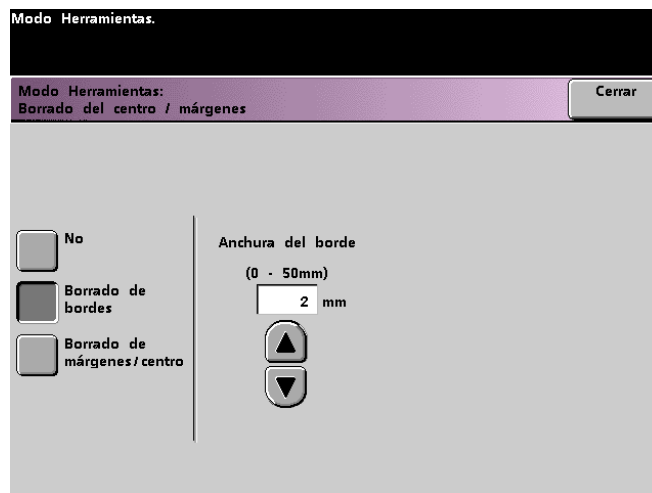 Modo Herramientas.
Modo Herramientas:
Borrado del centro / márgenes
Cerrar
No
Borrado de
bordes
Borrado de
márgenes/centro
Anchura del borde
(0 - 50mm)
2 mm